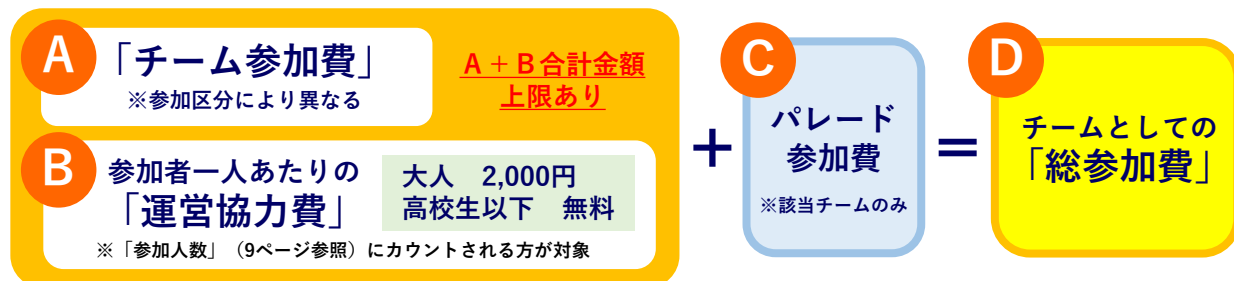 A
「チーム参加費」
※参加区分により異なる
A+B合計金額
上限あり
B
参加者一人あたりの
「運営協力費」
大人　2,000円
高校生以下　無料
※「参加人数」（9ページ参照）にカウントされる方が対象
+
C
パレード
参加費
※該当チームのみ
=
D
チームとしての
「総参加費」